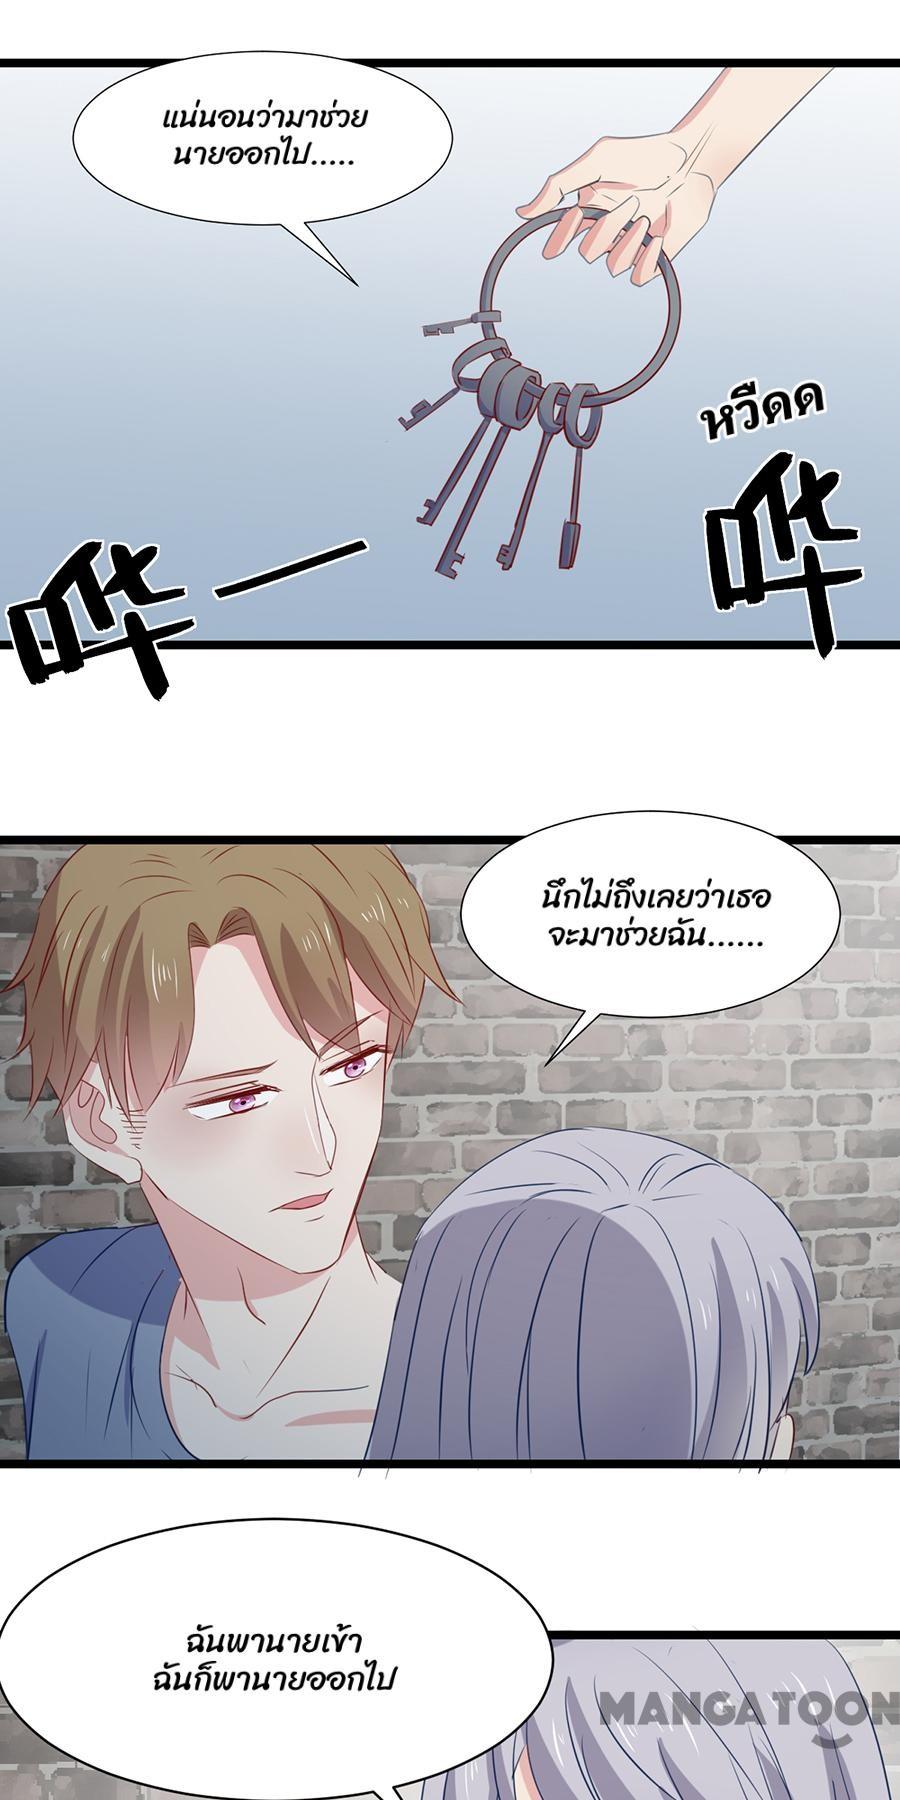 แน่นอนว่ามาช่วย
นายออกไป.....
หวืดด
哗一
哗
นึกไม่ถึงเลยว่าเธอ
จะมาช่วยฉัน......
ฉันพานายเข้า
ฉันก็พานายออกไป
MANGATOON